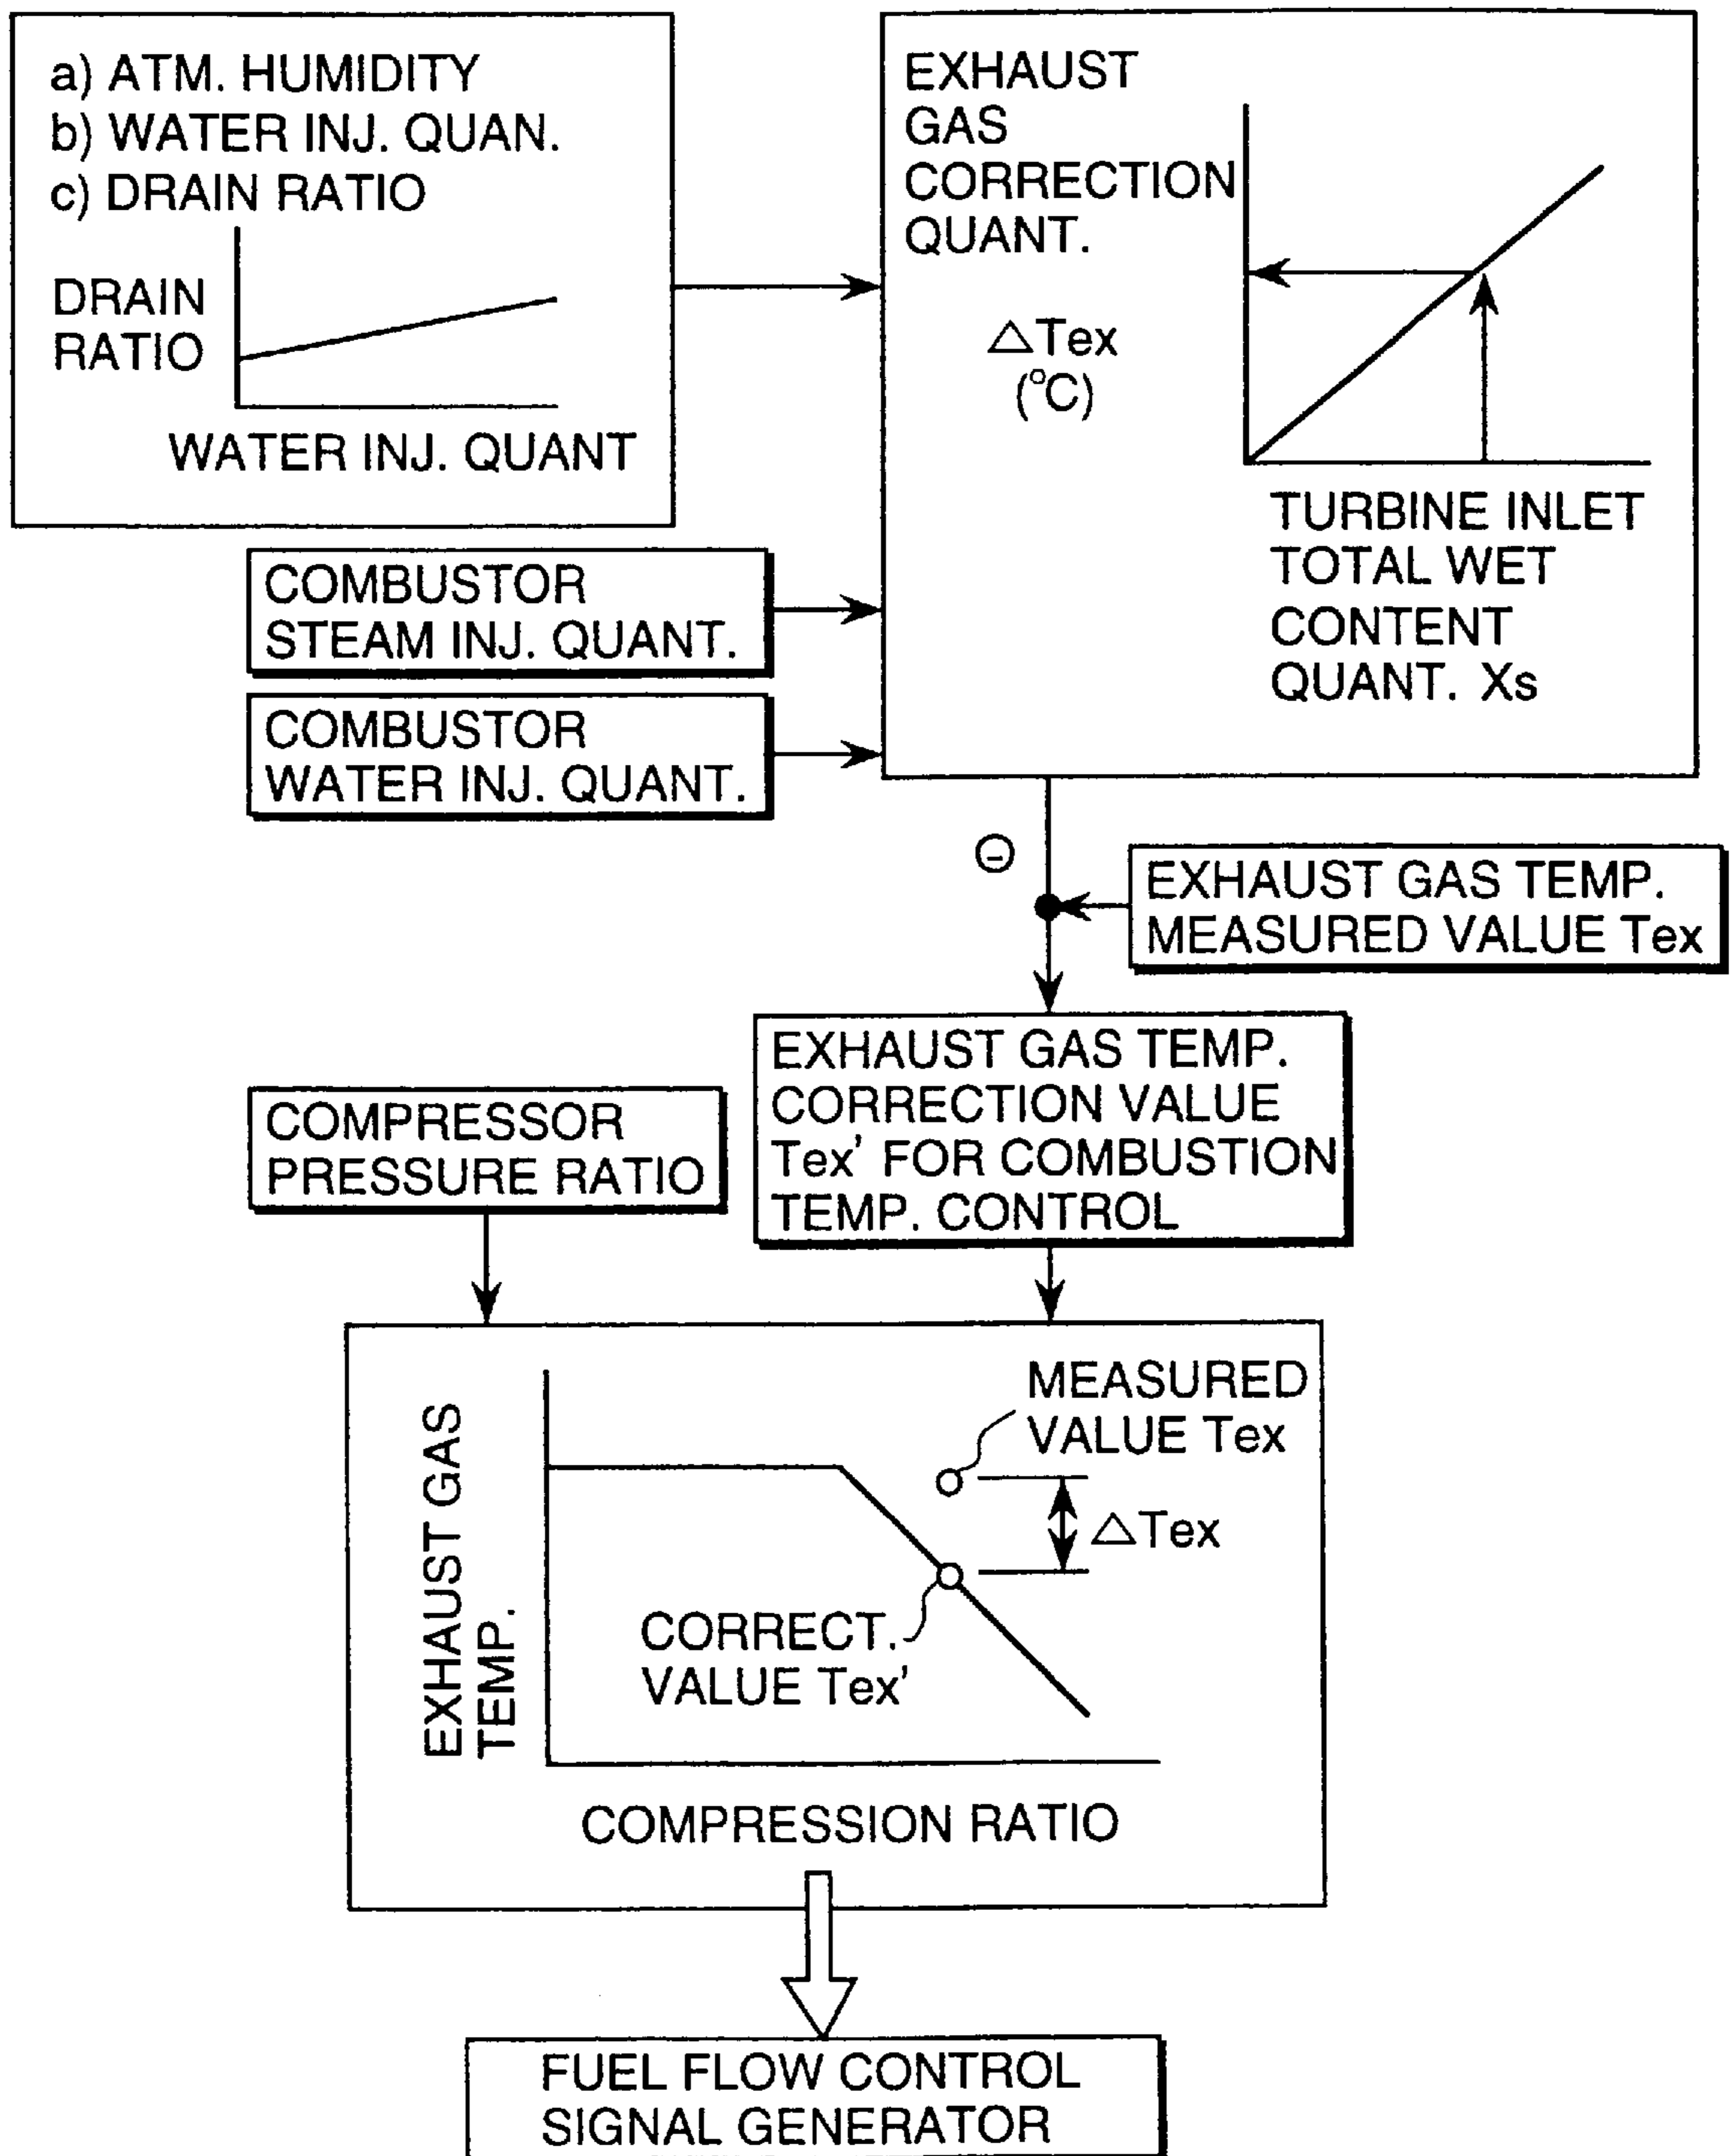 a) ATM. HUMIDITY
b) WATER INJ. QUAN.
c) DRAIN RATIO
DRAIN
RATIO
WATER INJ. QUANT
EXHAUST
GAS
CORRECTION
QUANT.
△Tex
(°C)
TURBINE INLET
TOTAL WET
CONTENT
QUANT. Xs
COMBUSTOR
STEAM INJ. QUANT.
COMBUSTOR
WATER INJ. QUANT.
⊖
EXHAUST GAS TEMP.
MEASURED VALUE Tex
EXHAUST GAS TEMP.
CORRECTION VALUE
Tex' FOR COMBUSTION
TEMP. CONTROL
COMPRESSOR
PRESSURE RATIO
EXHAUST GAS
TEMP.
MEASURED
VALUE Tex
△Tex
CORRECT.
VALUE Tex'
COMPRESSION RATIO
FUEL FLOW CONTROL
SIGNAL GENERATOR